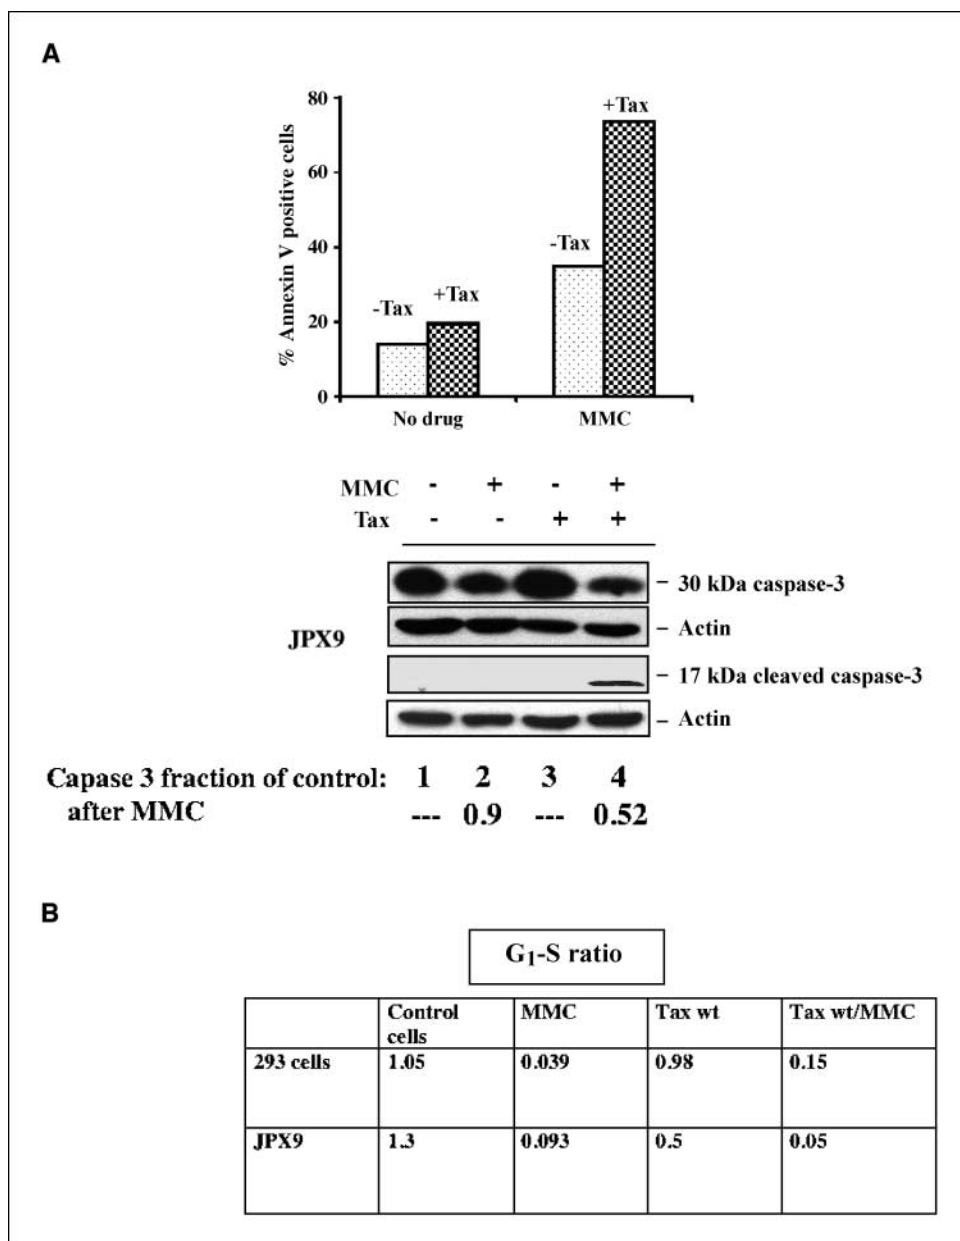 A
% Annexin V positive cells
80
60
40
20
0
-Tax
+Tax
-Tax
+Tax
No drug
MMC
MMC - + - +
Tax - - + +
JPX9
– 30 kDa caspase-3
– Actin
– 17 kDa cleaved caspase-3
– Actin
Capase 3 fraction of control: 1 2 3 4
after MMC --- 0.9 --- 0.52
B
G1-S ratio
Control cells MMC Tax wt Tax wt/MMC
293 cells 1.05 0.039 0.98 0.15
JPX9 1.3 0.093 0.5 0.05